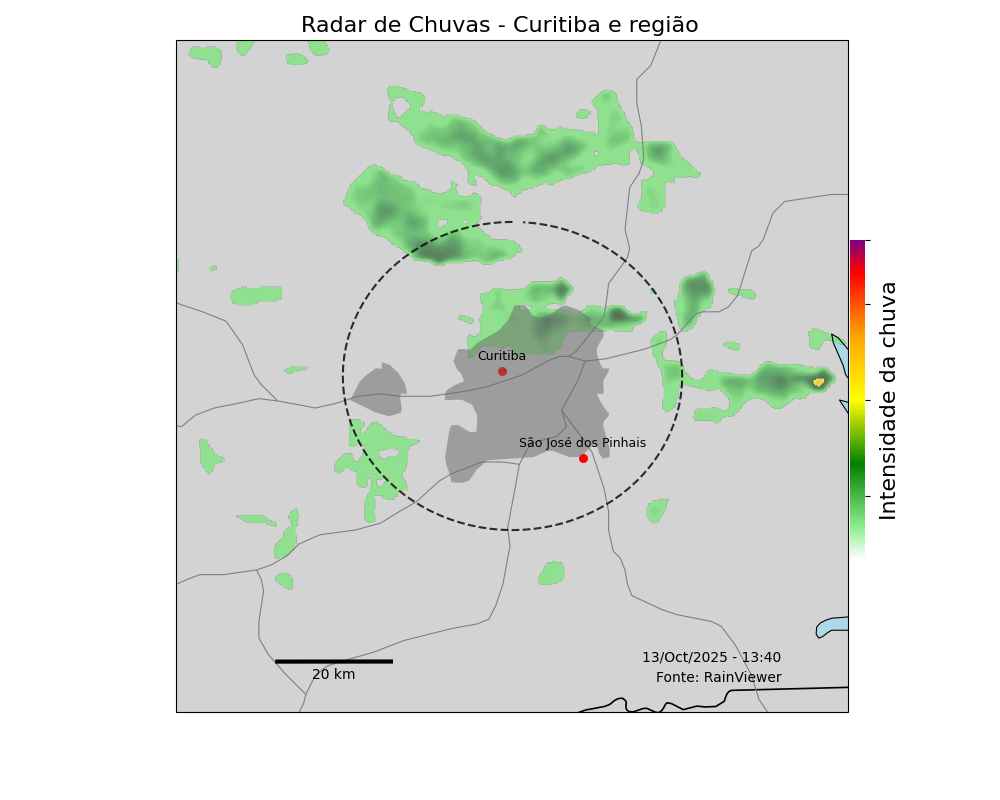 Radar de Chuvas - Curitiba e região
Curitiba
São José dos Pinhais
Intensidade da chuva
20 km
13/Oct/2025 - 13:40
Fonte: RainViewer